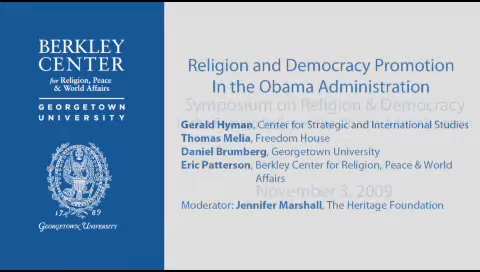 BERKLEY
CENTER
for Religion, Peace
& World Affairs
GEORGETOWN
UNIVERSITY
17 89
GEORGETOWN UNIVERSITY
Religion and Democracy Promotion
In the Obama Administration
Symposium on Religion & Democracy
Gerald Hyman, Center for Strategic and International Studies
Thomas Melia, Freedom House
Daniel Brumberg, Georgetown University
Eric Patterson, Berkley Center for Religion, Peace & World
Affairs
November 3, 2009
Moderator: Jennifer Marshall, The Heritage Foundation